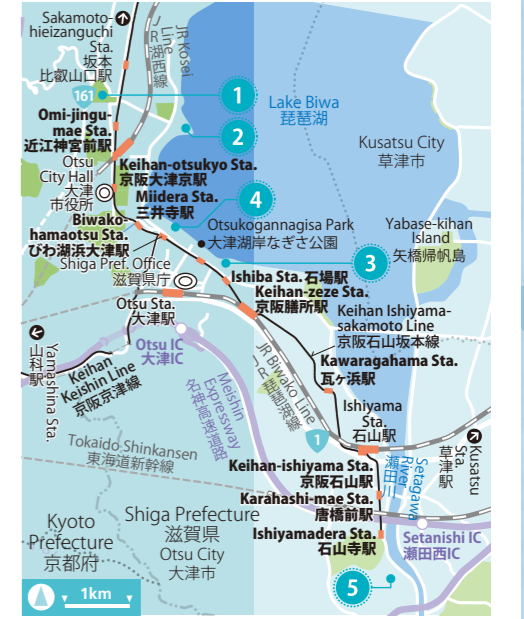 Sakamoto-
hieizanguchi
Sta.
坂本
比叡山口駅
JR Kosei
Line
JR湖西線
161
1
2
Lake Biwa
琵琶湖
Kusatsu City
草津市
Omi-jingu-
mae Sta.
近江神宮前駅
Otsu
City Hall
大津
市役所
Keihan-otsukyo Sta.
京阪大津京駅
Miidera Sta.
三井寺駅
4
Otsukogannagisa Park
大津湖岸なぎさ公園
Yabase-kihan
Island
矢橋帰帆島
Biwako-
hamaotsu Sta.
びわ湖浜大津駅
3
Shiga Pref. Office
滋賀県庁
Ishiba Sta. 石場駅
Keihan-zeze Sta.
京阪膳所駅
Otsu Sta.
大津駅
Keihan Ishiyama-
sakamoto Line
京阪石山坂本線
Yamashina Sta.
山科駅
Otsu IC
大津IC
Keihan
Keishin Line
京阪京津線
Meishin
Expressway
名神高速道路
JR Biwako Line
JR琵琶湖線
Kawaragahama Sta.
瓦ヶ浜駅
1
Ishiyama
Sta.
石山駅
Kusatsu
Sta.
草津駅
Tokaido Shinkansen
東海道新幹線
Keihan-ishiyama Sta.
京阪石山駅
Setagawa
River
瀬田川
Karahashi-mae Sta.
唐橋前駅
Kyoto
Prefecture
京都府
Shiga Prefecture
滋賀県
Otsu City
大津市
Ishiyamadera Sta.
石山寺駅
Setanishi IC
瀬田西IC
5
1km